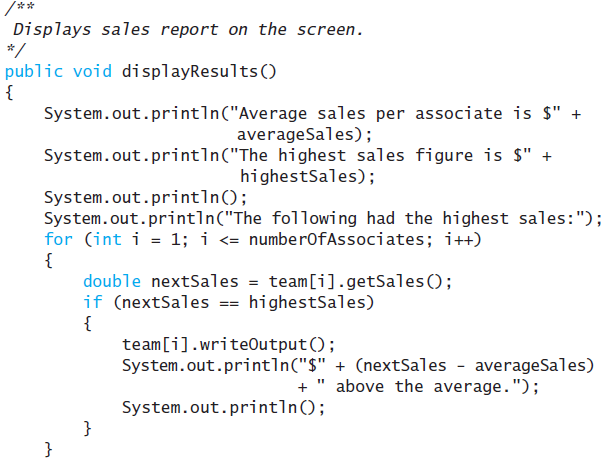 /**
 Displays sales report on the screen.
*/
public void displayResults()
{
    System.out.println("Average sales per associate is $" +
                        averageSales);
    System.out.println("The highest sales figure is $" +
                        highestSales);
    System.out.println();
    System.out.println("The following had the highest sales:");
    for (int i = 1; i <= numberOfAssociates; i++)
    {
        double nextSales = team[i].getSales();
        if (nextSales == highestSales)
        {
            team[i].writeOutput();
            System.out.println("$" + (nextSales - averageSales)
                              + " above the average.");
            System.out.println();
        }
    }